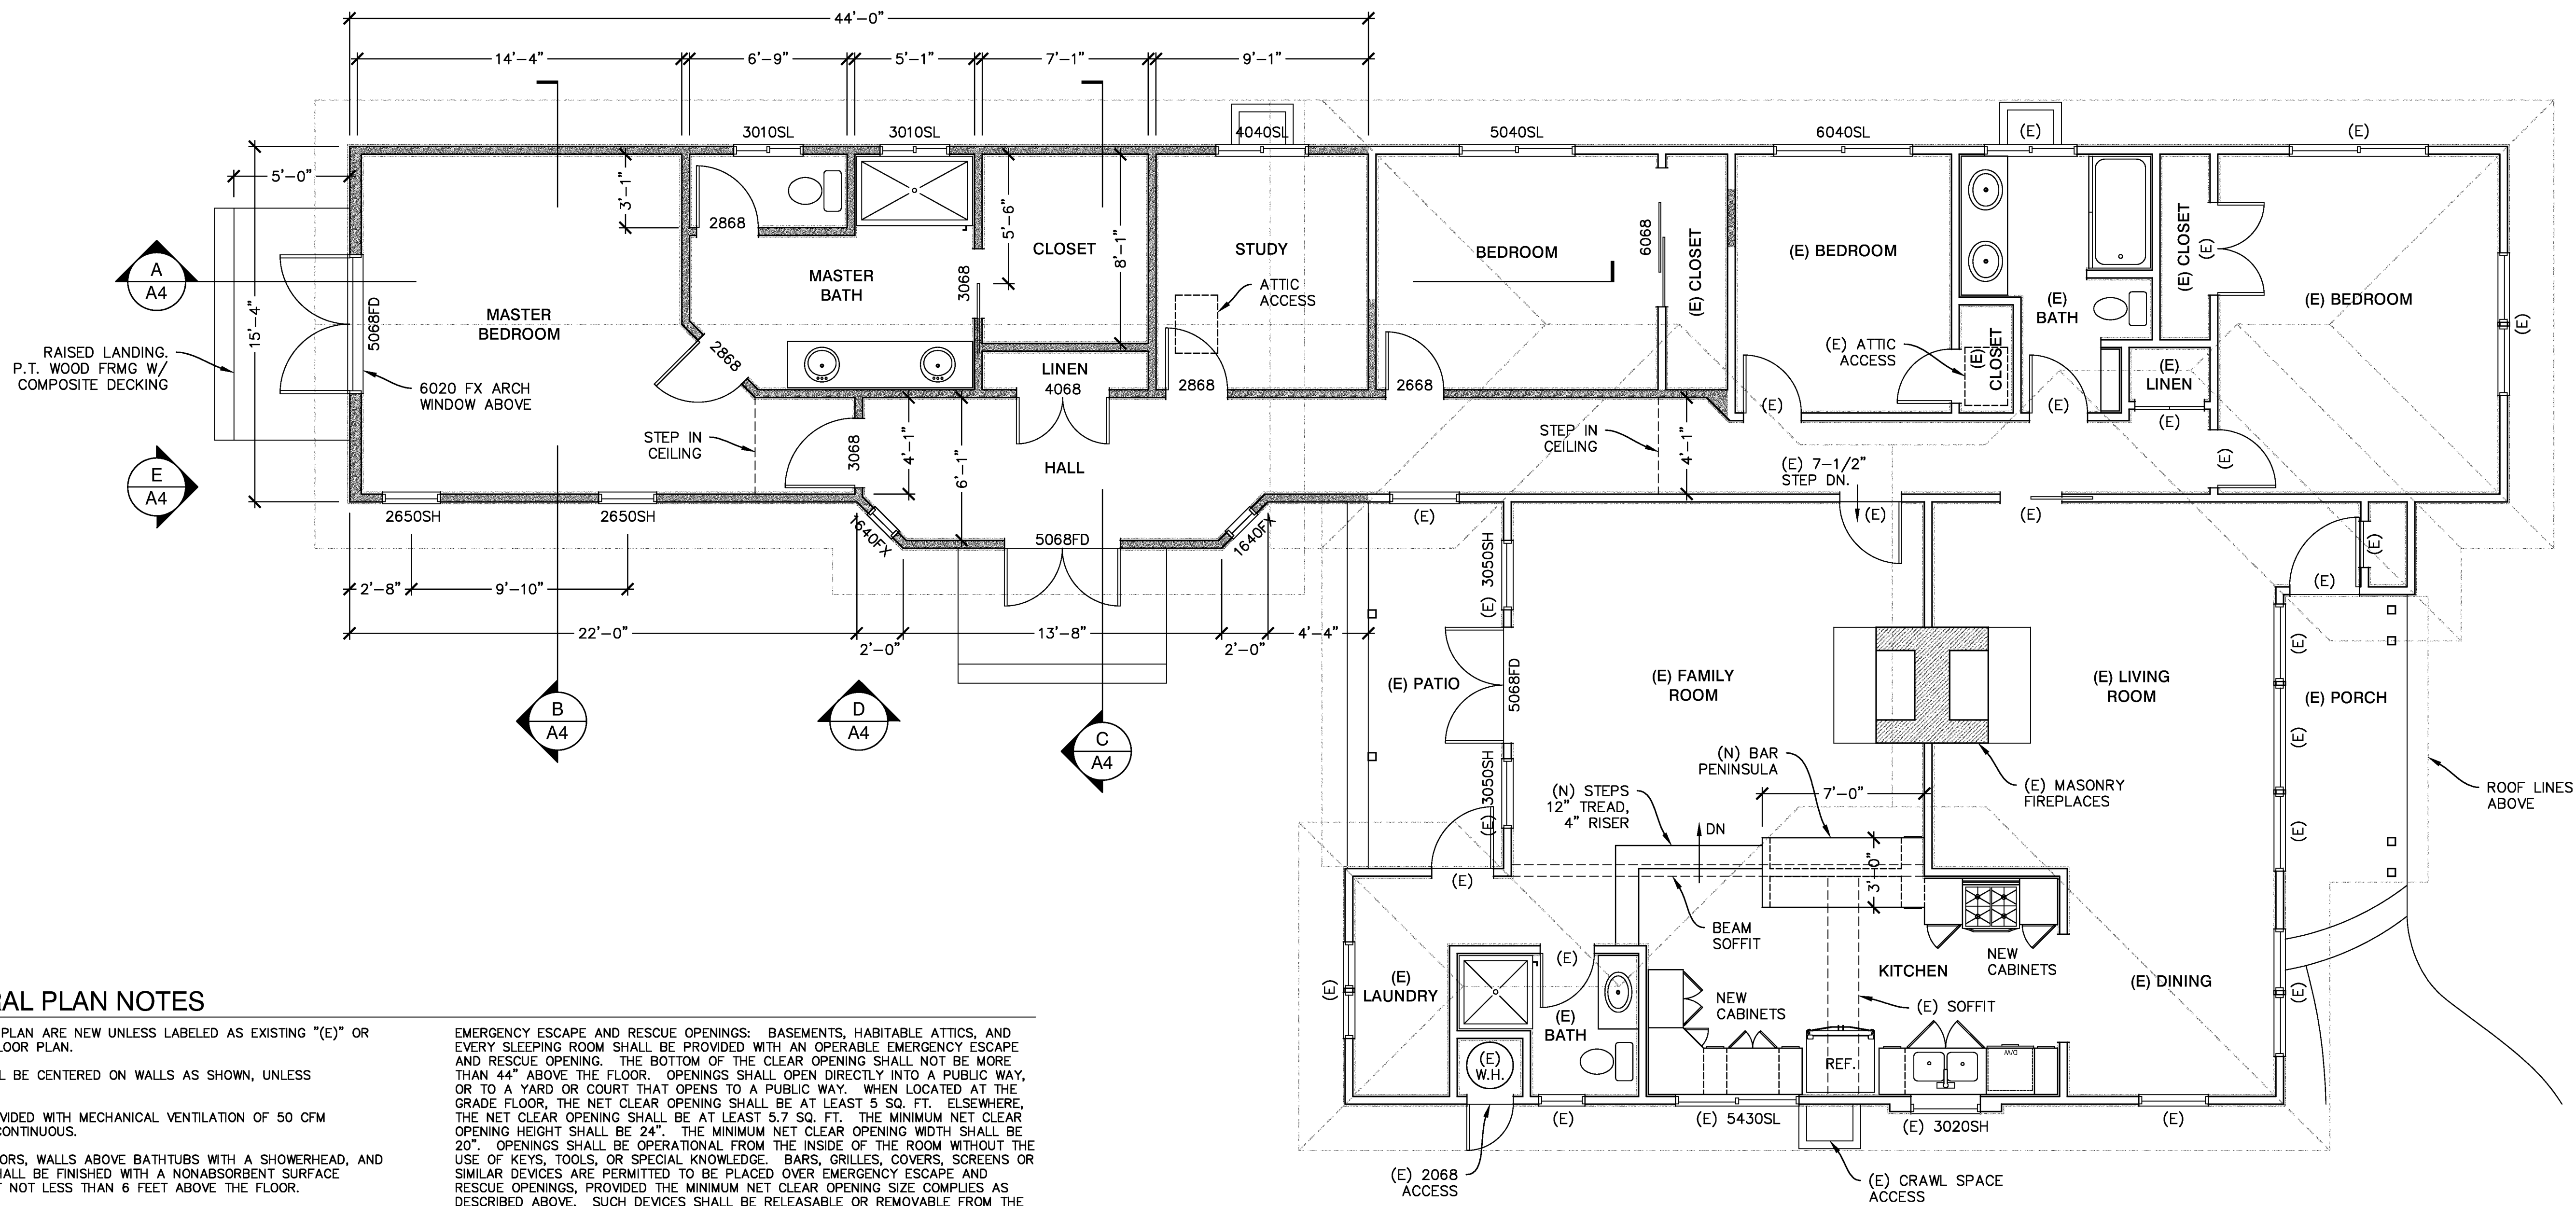 44'-0"
14'-4"
6'-9"
5'-1"
7'-1"
9'-1"
3010SL
3010SL
4040SL
5040SL
6040SL
(E)
(E)
5'-0"
3'-1"
2868
5'-6"
8'-1"
CLOSET
STUDY
BEDROOM
6068
(E) CLOSET
(E) BEDROOM
(E) CLOSET
(E)
(E) BEDROOM
(E)
A
A4
15'-4"
5068FD
MASTER
BEDROOM
MASTER
BATH
3068
ATTIC
ACCESS
(E)
BATH
(E) ATTIC
ACCESS
(E)
CLOSET
RAISED LANDING.
P.T. WOOD FRMG W/
COMPOSITE DECKING
6020 FX ARCH
WINDOW ABOVE
2868
LINEN
4068
2868
2668
(E)
(E)
(E)
LINEN
(E)
E
A4
STEP IN
CEILING
3068
4'-1"
6'-1"
HALL
STEP IN
CEILING
4'-1"
(E) 7-1/2"
STEP DN.
(E)
2650SH
2650SH
1640FX
5068FD
1640FX
(E)
(E)
(E)
(E)
(E)
2'-8"
9'-10"
(E) 3050SH
22'-0"
2'-0"
13'-8"
2'-0"
4'-4"
(E)
B
A4
D
A4
C
A4
(E) PATIO
5068FD
(E) FAMILY
ROOM
(E) LIVING
ROOM
(E) PORCH
(E)
(E) 3050SH
(N) BAR
PENINSULA
(N) STEPS
12" TREAD,
4" RISER
7'-0"
(E) MASONRY
FIREPLACES
ROOF LINES
ABOVE
DN
3'-0"
(E)
(E)
BEAM
SOFFIT
(E)
(E)
LAUNDRY
(E)
NEW
CABINETS
KITCHEN
NEW
CABINETS
(E) SOFFIT
(E) DINING
(E)
(E)
BATH
(E)
W.H.
REF.
D/W
(E)
(E) 5430SL
(E) 3020SH
(E)
(E) 2068
ACCESS
(E) CRAWL SPACE
ACCESS
RAL PLAN NOTES
PLAN ARE NEW UNLESS LABELED AS EXISTING "(E)" OR
LOOR PLAN.
L BE CENTERED ON WALLS AS SHOWN, UNLESS
VIDED WITH MECHANICAL VENTILATION OF 50 CFM
CONTINUOUS.
ORS, WALLS ABOVE BATHTUBS WITH A SHOWERHEAD, AND
HALL BE FINISHED WITH A NONABSORBENT SURFACE
T NOT LESS THAN 6 FEET ABOVE THE FLOOR.
EMERGENCY ESCAPE AND RESCUE OPENINGS: BASEMENTS, HABITABLE ATTICS, AND
EVERY SLEEPING ROOM SHALL BE PROVIDED WITH AN OPERABLE EMERGENCY ESCAPE
AND RESCUE OPENING. THE BOTTOM OF THE CLEAR OPENING SHALL NOT BE MORE
THAN 44" ABOVE THE FLOOR. OPENINGS SHALL OPEN DIRECTLY INTO A PUBLIC WAY,
OR TO A YARD OR COURT THAT OPENS TO A PUBLIC WAY. WHEN LOCATED AT THE
GRADE FLOOR, THE NET CLEAR OPENING SHALL BE AT LEAST 5 SQ. FT. ELSEWHERE,
THE NET CLEAR OPENING SHALL BE AT LEAST 5.7 SQ. FT. THE MINIMUM NET CLEAR
OPENING HEIGHT SHALL BE 24". THE MINIMUM NET CLEAR OPENING WIDTH SHALL BE
20". OPENINGS SHALL BE OPERATIONAL FROM THE INSIDE OF THE ROOM WITHOUT THE
USE OF KEYS, TOOLS, OR SPECIAL KNOWLEDGE. BARS, GRILLES, COVERS, SCREENS OR
SIMILAR DEVICES ARE PERMITTED TO BE PLACED OVER EMERGENCY ESCAPE AND
RESCUE OPENINGS, PROVIDED THE MINIMUM NET CLEAR OPENING SIZE COMPLIES AS
DESCRIBED ABOVE. SUCH DEVICES SHALL BE RELEASABLE OR REMOVABLE FROM THE